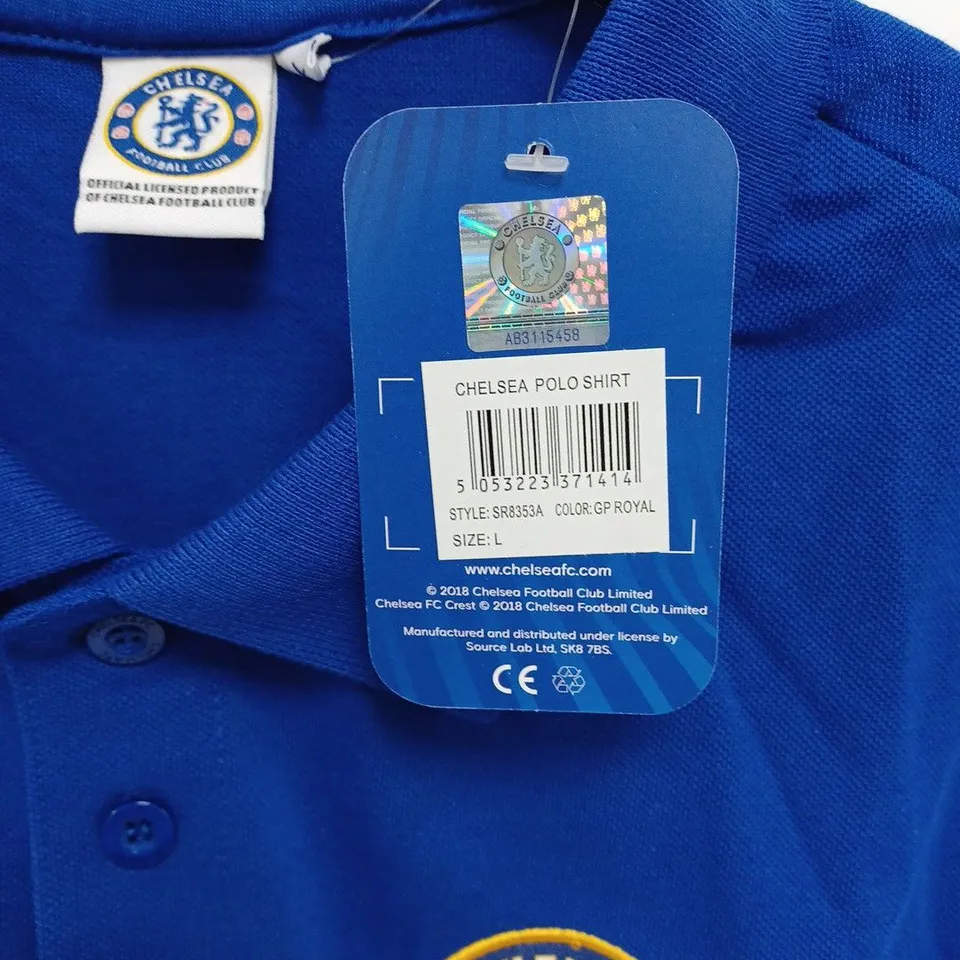 CHELSEA
FOOTBALL CLUB
OFFICIAL LICENSED PRODUCT
OF CHELSEA FOOTBALL CLUB
CHELSEA
FOOTBALL CLUB
AB3115458
CHELSEA POLO SHIRT
5 053223 371414
STYLE: SR8353A COLOR: GP ROYAL
SIZE: L
www.chelseafc.com
© 2018 Chelsea Football Club Limited
Chelsea FC Crest © 2018 Chelsea Football Club Limited
Manufactured and distributed under license by
Source Lab Ltd, SK8 7BS.
CE
CHELSEA FC